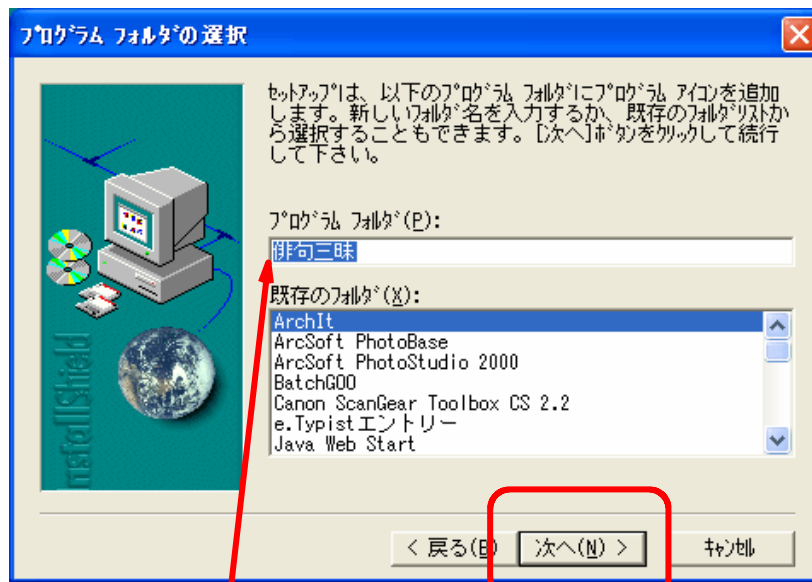 ﾌﾟﾛｸﾞﾗﾑ ﾌｫﾙﾀﾞの選択
ｾｯﾄｱｯﾌﾟは、以下のﾌﾟﾛｸﾞﾗﾑ ﾌｫﾙﾀﾞにﾌﾟﾛｸﾞﾗﾑ ｱｲｺﾝを追加
します。新しいﾌｫﾙﾀﾞ名を入力するか、既存のﾌｫﾙﾀﾞﾘｽﾄか
ら選択することもできます。[次へ]ﾎﾞﾀﾝをｸﾘｯｸして続行
して下さい。
ﾌﾟﾛｸﾞﾗﾑ ﾌｫﾙﾀﾞ(P):
俳句三昧
既存のﾌｫﾙﾀﾞ(X):
ArchIt
ArcSoft PhotoBase
ArcSoft PhotoStudio 2000
BatchGOO
Canon ScanGear Toolbox CS 2.2
e.Typistエントリー
Java Web Start
InstallShield
< 戻る(B)
次へ(N) >
ｷｬﾝｾﾙ